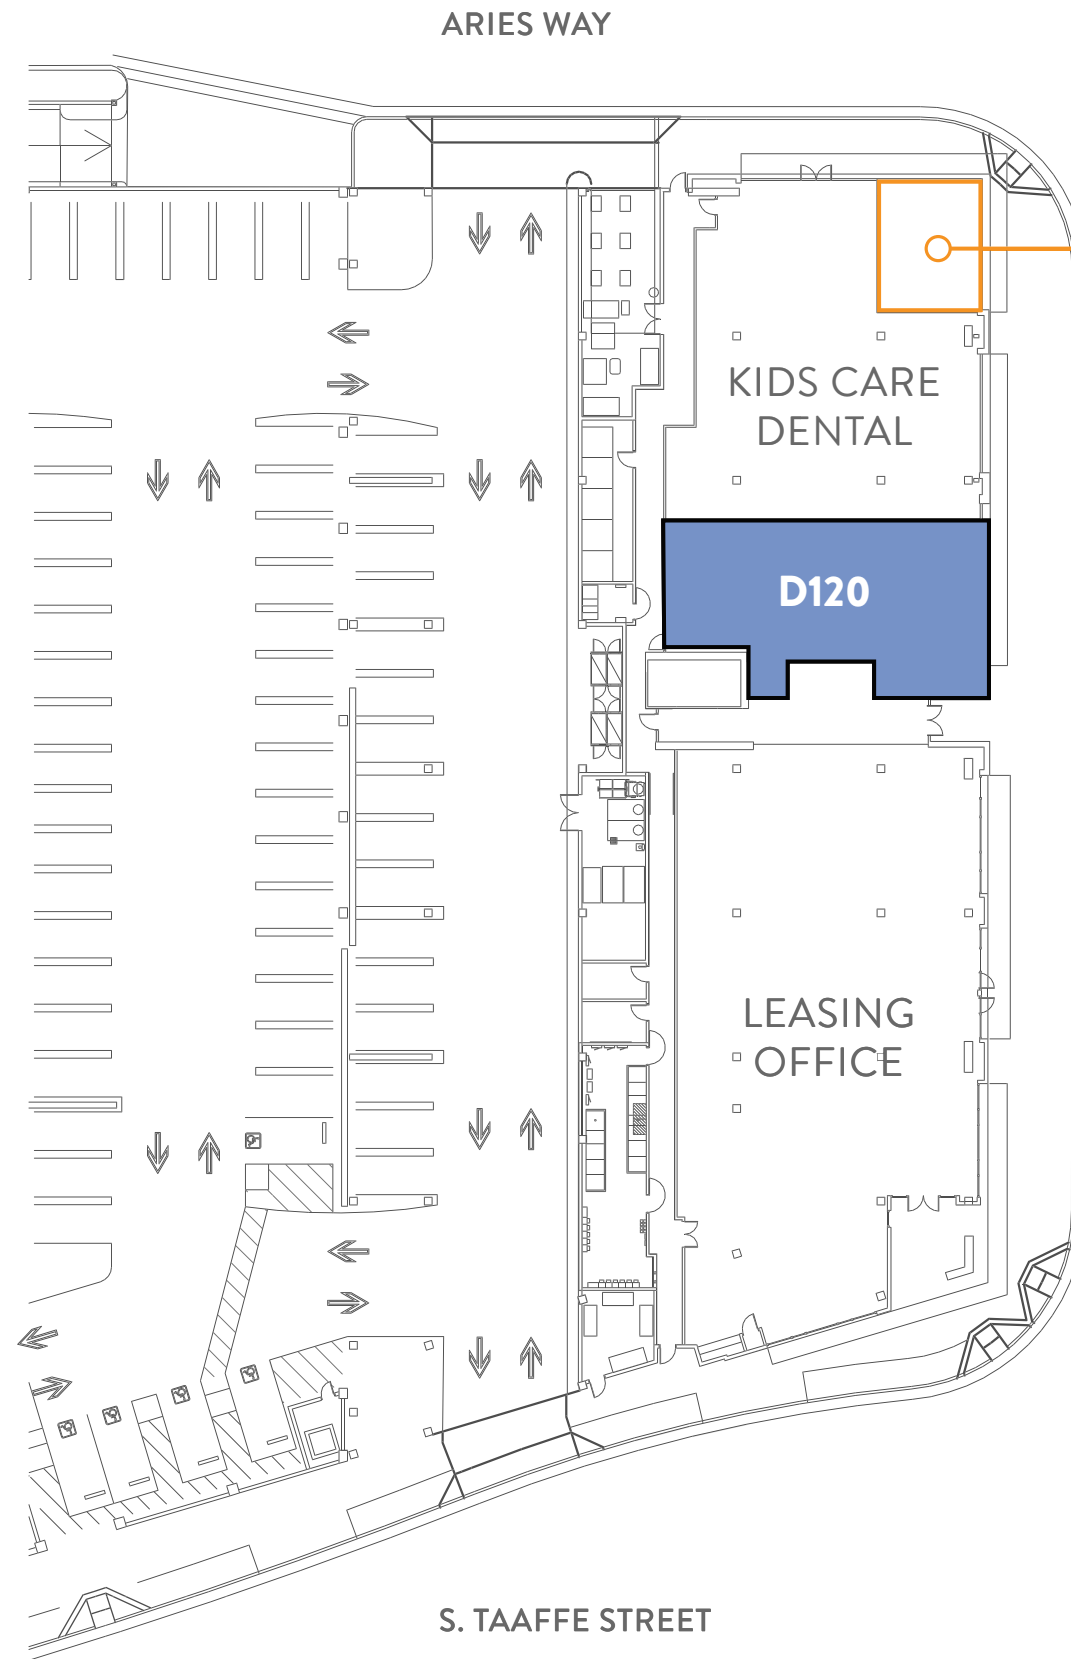 ARIES WAY
KIDS CARE
DENTAL
D120
LEASING
OFFICE
S. TAAFFE STREET